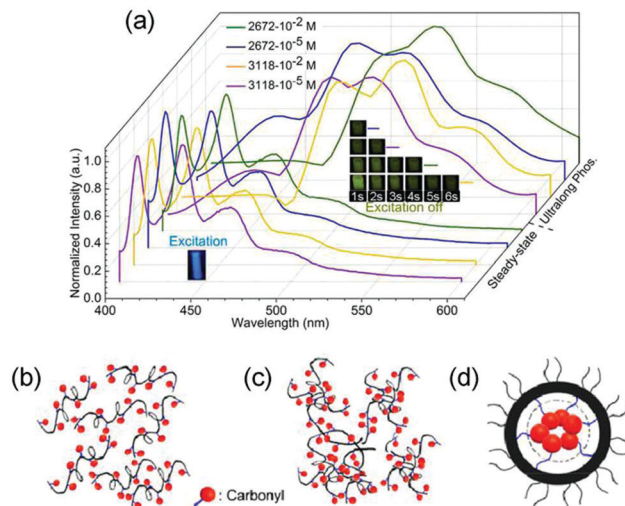 (a)
2672-10⁻² M
2672-10⁻⁵ M
3118-10⁻² M
3118-10⁻⁵ M
Normalized Intensity (a.u.)
1.0
0.8
0.6
0.4
0.2
0.0
Excitation
1s 2s 3s 4s 5s 6s
Excitation off
Steady-state
Ultralong Phos.
400 450 500 550 600
Wavelength (nm)
(b)
(c)
(d)
: Carbonyl